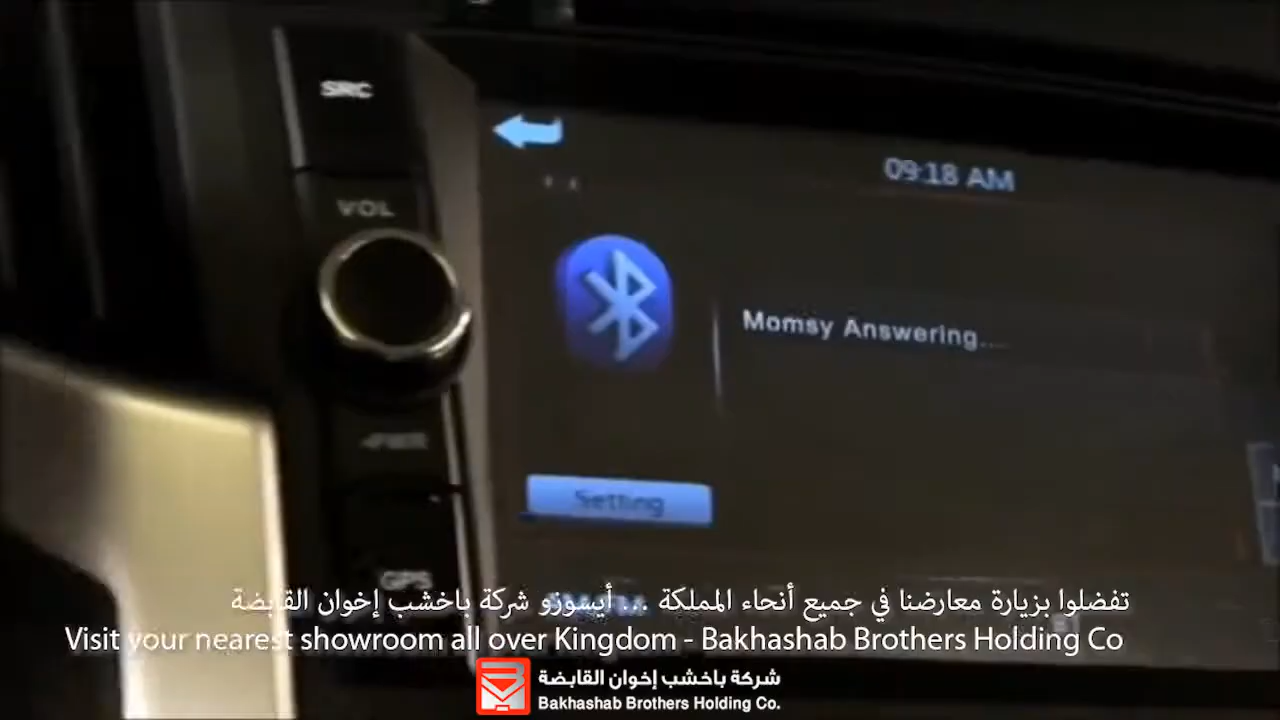 SRC
09:18 AM
VOL
Momsy Answering...
PWR
Setting
GPS
تفضلوا بزيارة معارضنا في جميع أنحاء المملكة ... أيسوزو شركة باخشب إخوان القابضة
Visit your nearest showroom all over Kingdom - Bakhashab Brothers Holding Co
شركة باخشب إخوان القابضة
Bakhashab Brothers Holding Co.